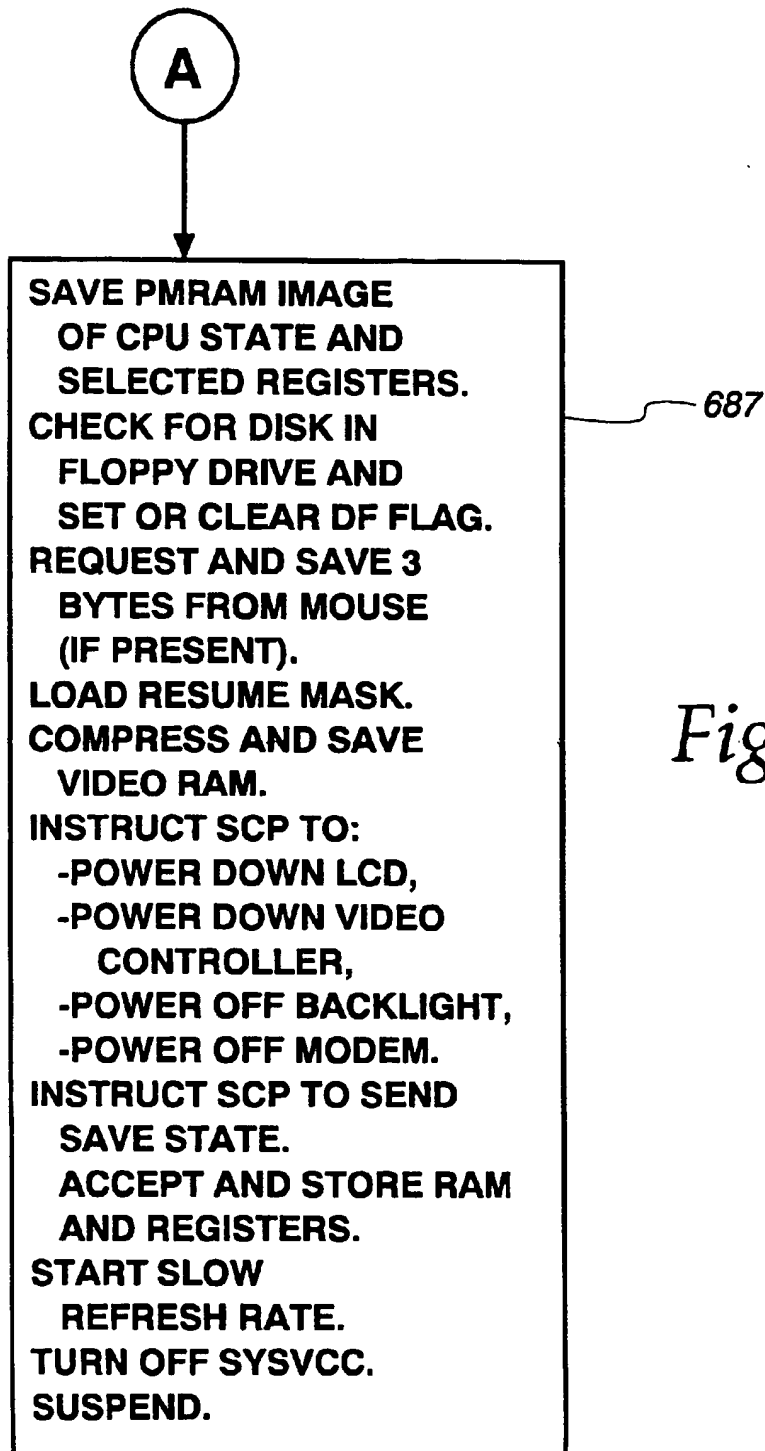 A
SAVE PMRAM IMAGE
OF CPU STATE AND
SELECTED REGISTERS.
CHECK FOR DISK IN
FLOPPY DRIVE AND
SET OR CLEAR DF FLAG.
REQUEST AND SAVE 3
BYTES FROM MOUSE
(IF PRESENT).
LOAD RESUME MASK.
COMPRESS AND SAVE
VIDEO RAM.
INSTRUCT SCP TO:
-POWER DOWN LCD,
-POWER DOWN VIDEO
CONTROLLER,
-POWER OFF BACKLIGHT,
-POWER OFF MODEM.
INSTRUCT SCP TO SEND
SAVE STATE.
ACCEPT AND STORE RAM
AND REGISTERS.
START SLOW
REFRESH RATE.
TURN OFF SYSVCC.
SUSPEND.
687
Fig